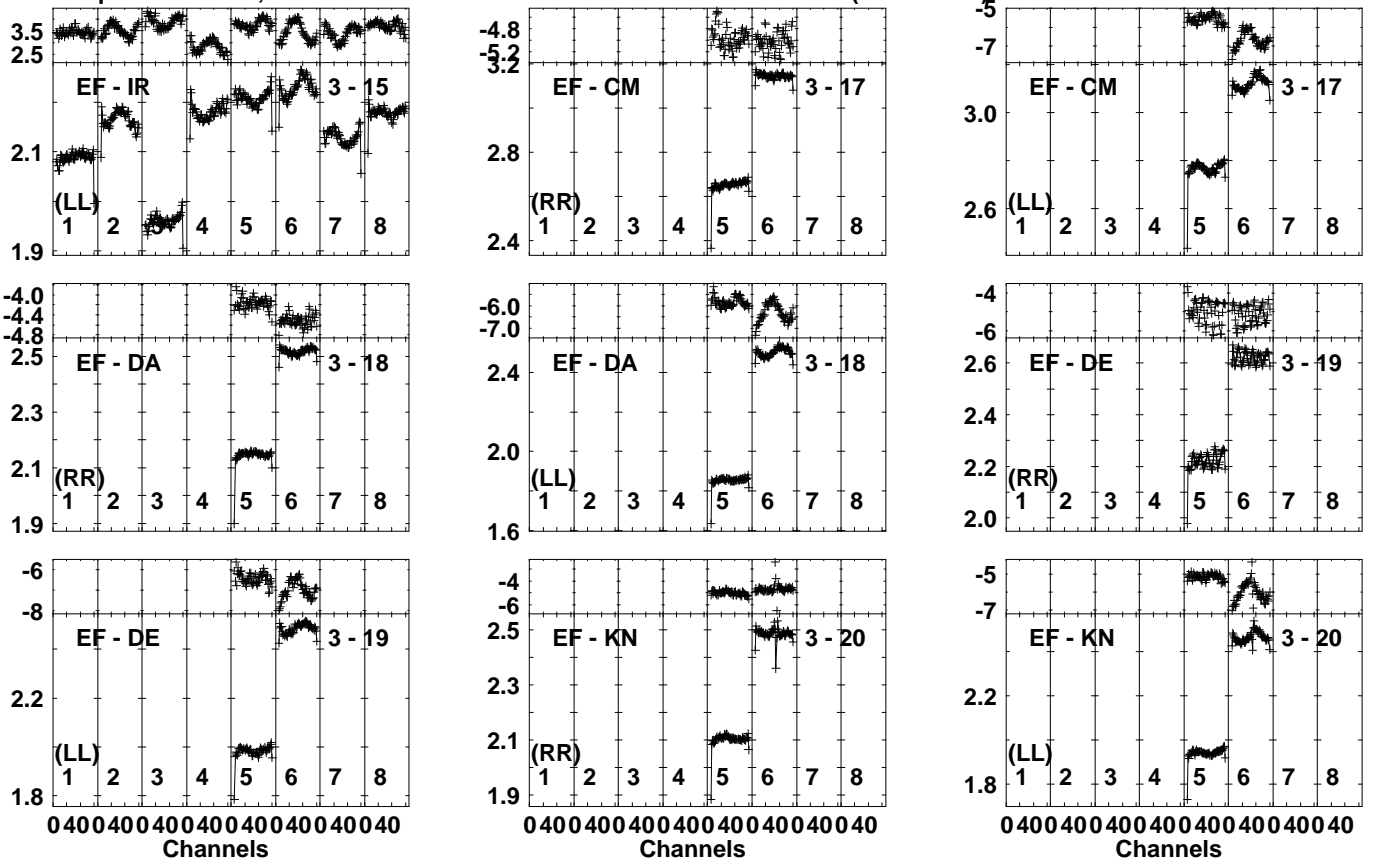 3.5
2.5
EF - IR 3 - 15
2.1
(LL)
1 2 3 4 5 6 7 8
1.9
-4.8
-5.2
3.2
EF - CM 3 - 17
2.8
(RR)
1 2 3 4 5 6 7 8
2.4
-5
-7
EF - CM 3 - 17
3.0
2.6
(LL)
1 2 3 4 5 6 7 8
-4.0
-4.4
-4.8
2.5
EF - DA 3 - 18
2.3
2.1
(RR)
1 2 3 4 5 6 7 8
1.9
-6.0
-7.0
EF - DA 3 - 18
2.4
2.0
(LL)
1 2 3 4 5 6 7 8
1.6
-4
-6
2.6
EF - DE 3 - 19
2.4
2.2
(RR)
1 2 3 4 5 6 7 8
2.0
-6
-8
EF - DE 3 - 19
2.2
(LL)
1 2 3 4 5 6 7 8
1.8
-4
-6
2.5
EF - KN 3 - 20
2.3
2.1
(RR)
1 2 3 4 5 6 7 8
1.9
-5
-7
EF - KN 3 - 20
2.2
(LL)
1 2 3 4 5 6 7 8
1.8
0 40 0 40 0 40 0 40 0 40 0 40 0 40 0 40
Channels
0 40 0 40 0 40 0 40 0 40 0 40 0 40 0 40
Channels
0 40 0 40 0 40 0 40 0 40 0 40 0 40 0 40
Channels